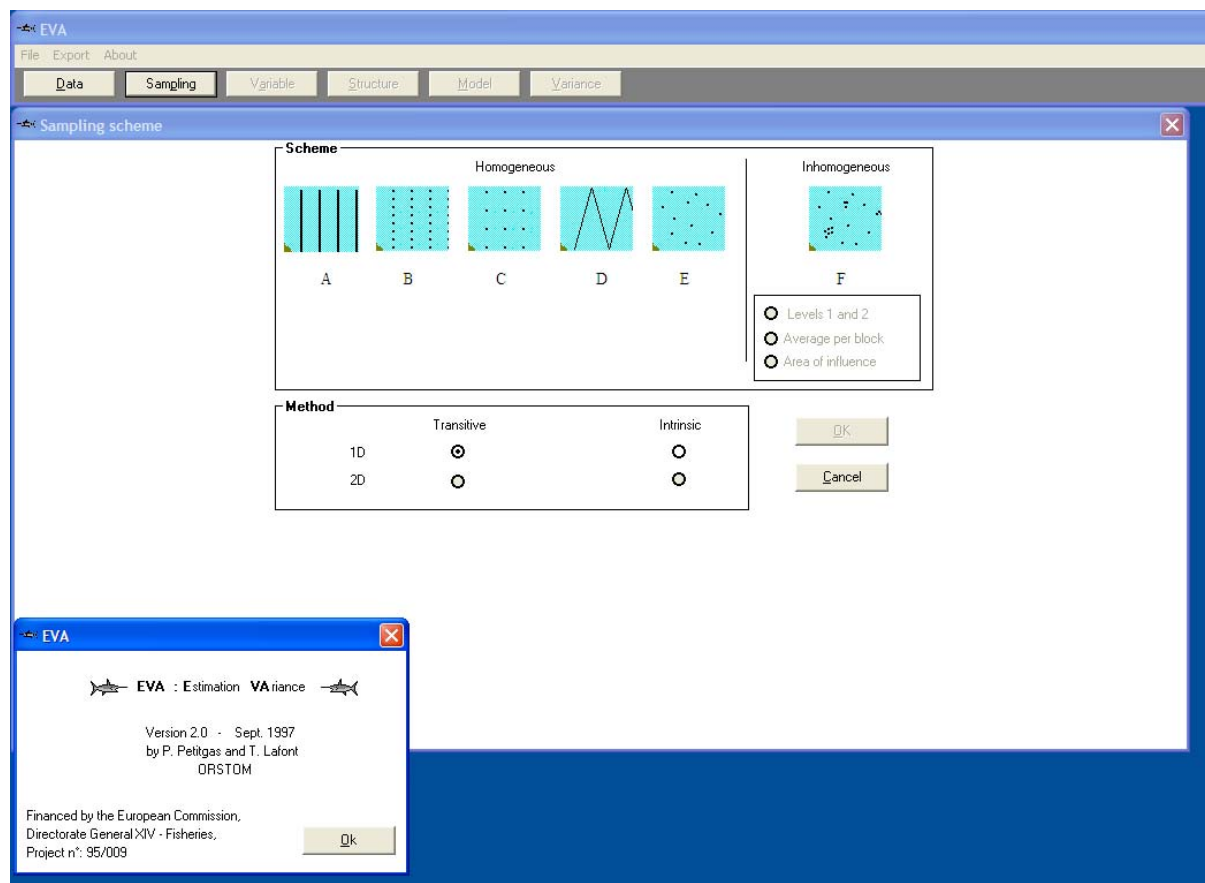 EVA
File Export About
Data Sampling Variable Structure Model Variance
Sampling scheme
Scheme
Homogeneous Inhomogeneous
A B C D E F
Levels 1 and 2
Average per block
Area of influence
Method
Transitive Intrinsic
1D
2D
OK
Cancel
EVA
EVA : Estimation VAriance
Version 2.0 - Sept. 1997
by P. Petitgas and T. Lafont
ORSTOM
Financed by the European Commission,
Directorate General XIV - Fisheries,
Project n°: 95/009
Ok